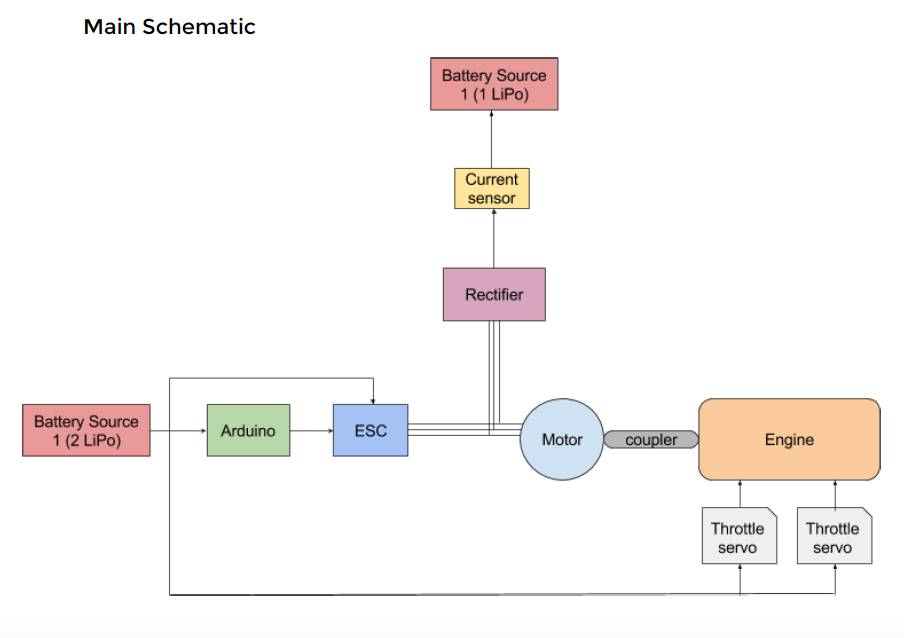 Main Schematic
Battery Source
1 (1 LiPo)
Current
sensor
Rectifier
Battery Source
1 (2 LiPo)
Arduino
ESC
Motor
coupler
Engine
Throttle
servo
Throttle
servo